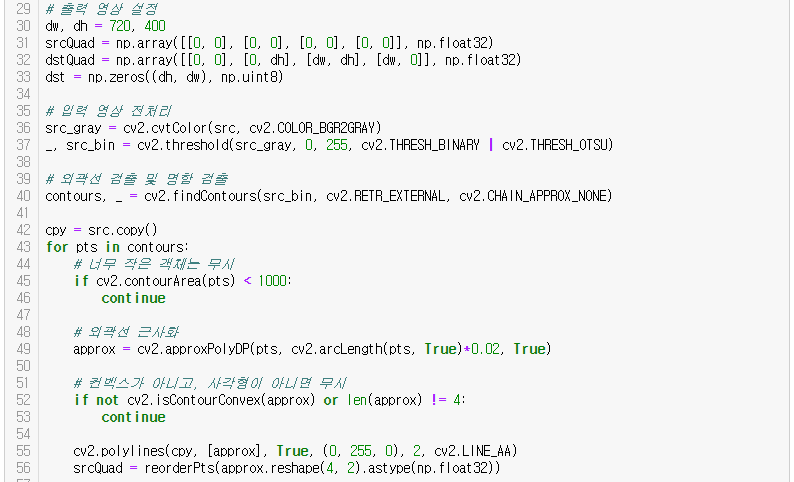 29 # 출력 영상 설정
30 dw, dh = 720, 400
31 srcQuad = np.array([[0, 0], [0, 0], [0, 0], [0, 0]], np.float32)
32 dstQuad = np.array([[0, 0], [0, dh], [dw, dh], [dw, 0]], np.float32)
33 dst = np.zeros((dh, dw), np.uint8)
34
35 # 입력 영상 전처리
36 src_gray = cv2.cvtColor(src, cv2.COLOR_BGR2GRAY)
37 _, src_bin = cv2.threshold(src_gray, 0, 255, cv2.THRESH_BINARY | cv2.THRESH_OTSU)
38
39 # 외곽선 검출 및 명함 검출
40 contours, _ = cv2.findContours(src_bin, cv2.RETR_EXTERNAL, cv2.CHAIN_APPROX_NONE)
41
42 cpy = src.copy()
43 for pts in contours:
44 # 너무 작은 객체는 무시
45 if cv2.contourArea(pts) < 1000:
46 continue
47
48 # 외곽선 근사화
49 approx = cv2.approxPolyDP(pts, cv2.arcLength(pts, True)*0.02, True)
50
51 # 컨벡스가 아니고, 사각형이 아니면 무시
52 if not cv2.isContourConvex(approx) or len(approx) != 4:
53 continue
54
55 cv2.polylines(cpy, [approx], True, (0, 255, 0), 2, cv2.LINE_AA)
56 srcQuad = reorderPts(approx.reshape(4, 2).astype(np.float32))